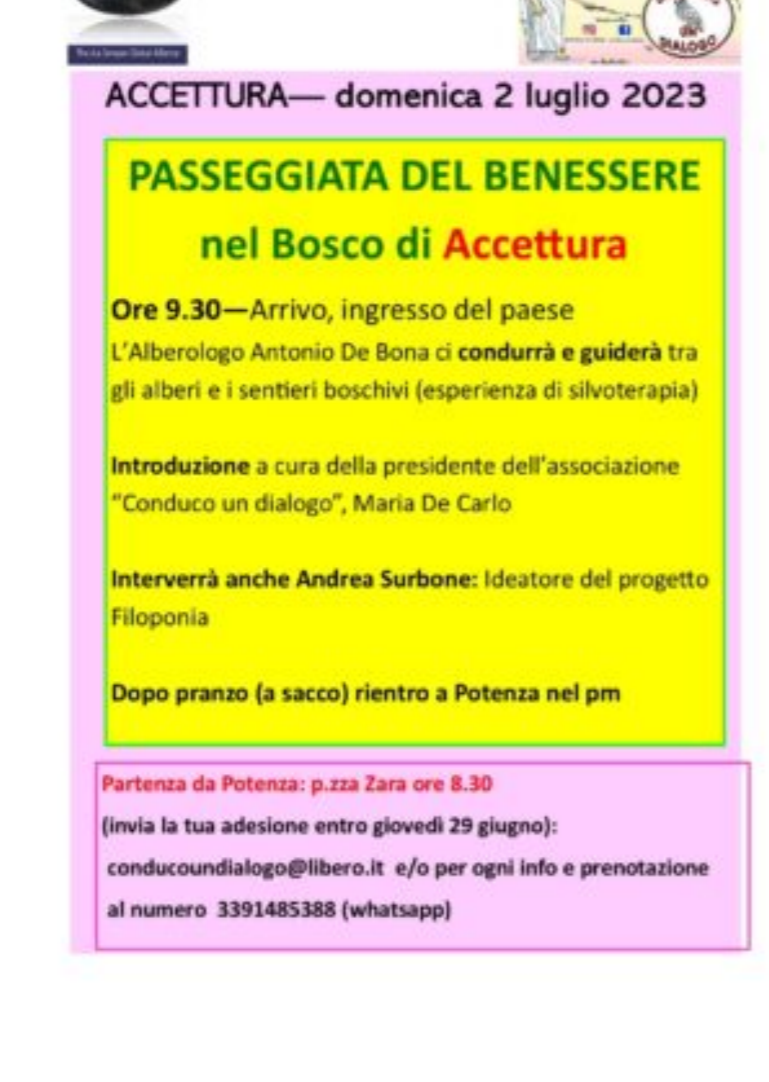 DIALOGO
ACCETTURA— domenica 2 luglio 2023
PASSEGGIATA DEL BENESSERE
nel Bosco di Accettura
Ore 9.30—Arrivo, ingresso del paese
L'Alberologo Antonio De Bona ci condurrà e guiderà tra
gli alberi e i sentieri boschivi (esperienza di silvoterapia)
Introduzione a cura della presidente dell'associazione
"Conduco un dialogo", Maria De Carlo
Interverrà anche Andrea Surbone: Ideatore del progetto
Filoponia
Dopo pranzo (a sacco) rientro a Potenza nel pm
Partenza da Potenza: p.zza Zara ore 8.30
(invia la tua adesione entro giovedì 29 giugno):
conducoundialogo@libero.it e/o per ogni info e prenotazione
al numero 3391485388 (whatsapp)